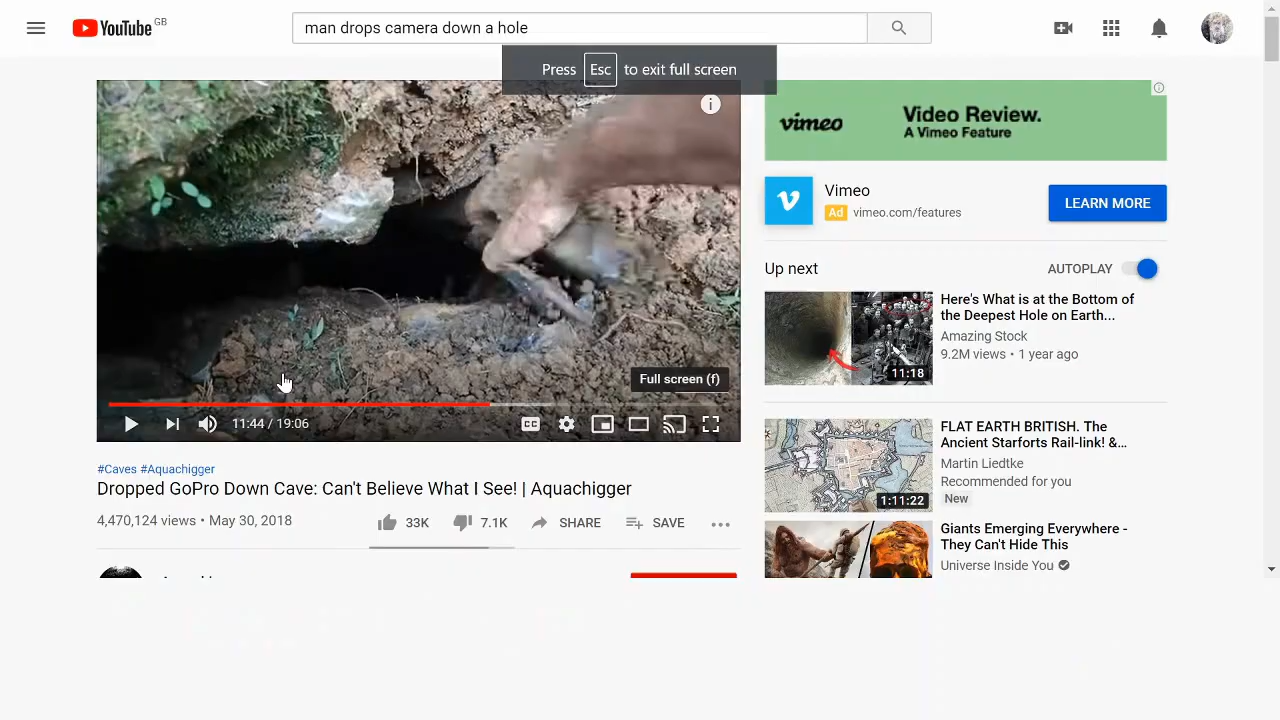 YouTube GB
man drops camera down a hole
Press Esc to exit full screen
i
Full screen (f)
11:44 / 19:06
CC
#Caves #Aquachigger
Dropped GoPro Down Cave: Can't Believe What I See! | Aquachigger
4,470,124 views • May 30, 2018
33K
7.1K
SHARE
SAVE
vimeo
Video Review.
A Vimeo Feature
Vimeo
Ad vimeo.com/features
LEARN MORE
Up next
AUTOPLAY
Here's What is at the Bottom of
the Deepest Hole on Earth...
Amazing Stock
9.2M views • 1 year ago
11:18
FLAT EARTH BRITISH. The
Ancient Starforts Rail-link! &...
Martin Liedtke
Recommended for you
New
1:11:22
Giants Emerging Everywhere -
They Can't Hide This
Universe Inside You